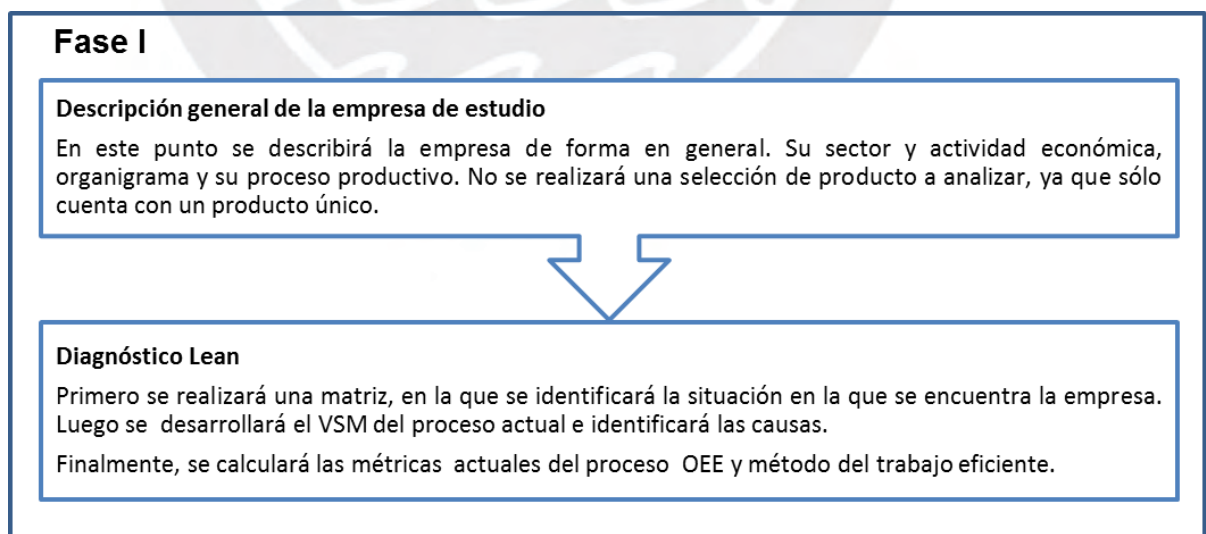 Fase I
Descripción general de la empresa de estudio
En este punto se describirá la empresa de forma en general. Su sector y actividad económica,
organigrama y su proceso productivo. No se realizará una selección de producto a analizar, ya que sólo
cuenta con un producto único.
Diagnóstico Lean
Primero se realizará una matriz, en la que se identificará la situación en la que se encuentra la empresa.
Luego se desarrollará el VSM del proceso actual e identificará las causas.
Finalmente, se calculará las métricas actuales del proceso OEE y método del trabajo eficiente.